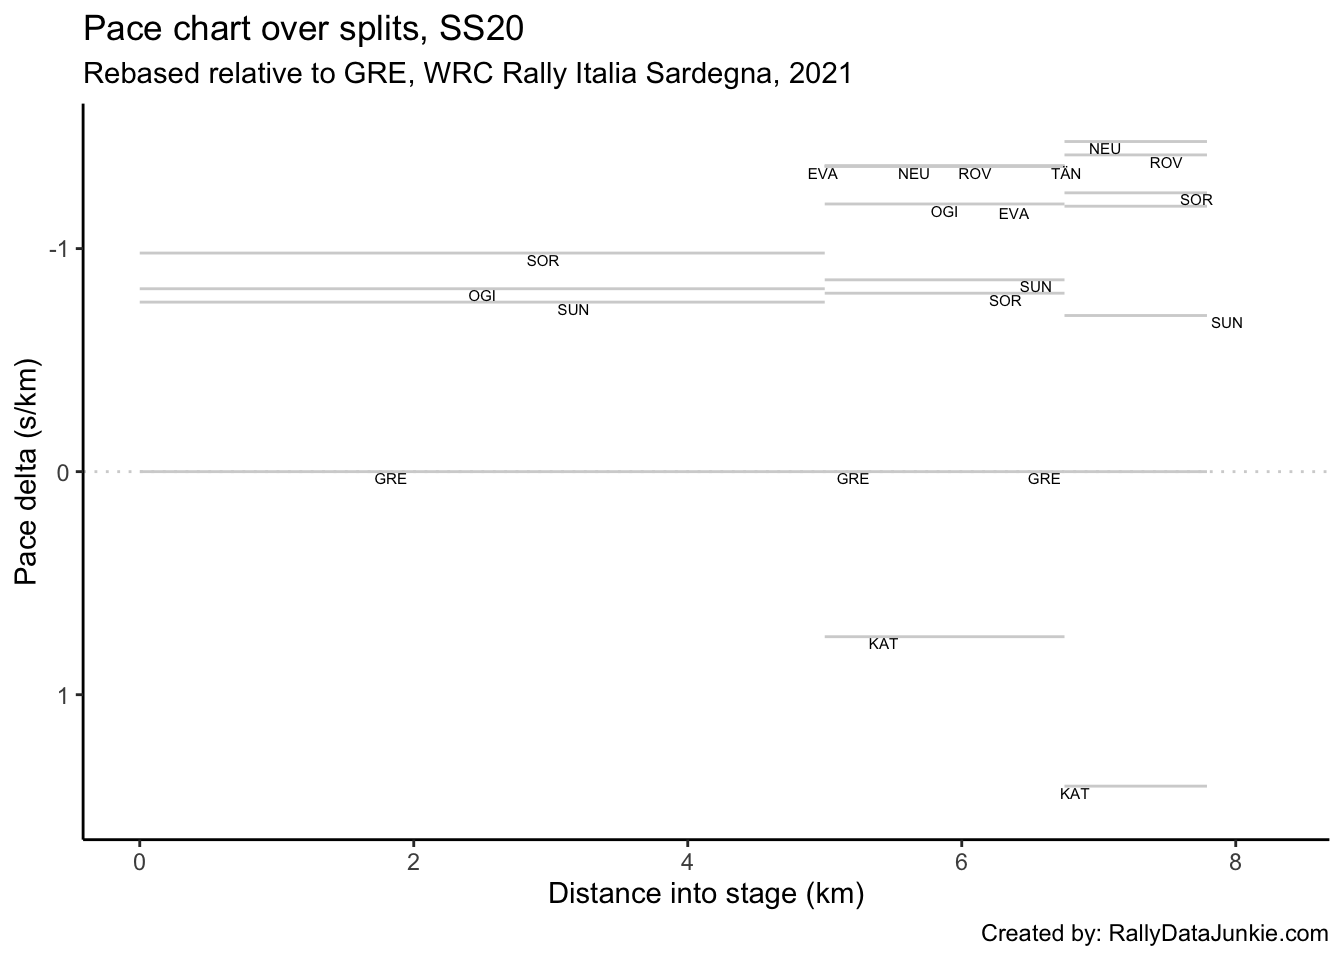 Pace chart over splits, SS20
Rebased relative to GRE, WRC Rally Italia Sardegna, 2021
NEU
ROV
EVA NEU ROV TÄN
SOR
OGI EVA
-1
SOR
SUN
OGI SOR
SUN
SUN
Pace delta (s/km)
0
GRE GRE GRE
KAT
1
KAT
0 2 4 6 8
Distance into stage (km)
Created by: RallyDataJunkie.com